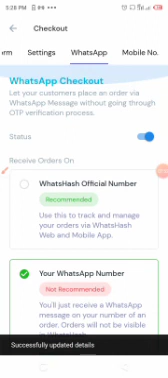 5:28 PM
Checkout
rm Settings WhatsApp Mobile No.
WhatsApp Checkout
Let your customers place an order via
WhatsApp Message without going through
OTP verification process.
Status
Receive Orders On
WhatsHash Official Number
Recommended
Use this to track and manage
your orders via WhatsHash
Web and Mobile App.
Your WhatsApp Number
Not Recommended
You'll just receive a WhatsApp
message on your number of an
order. Orders will not be visible
Successfully updated details